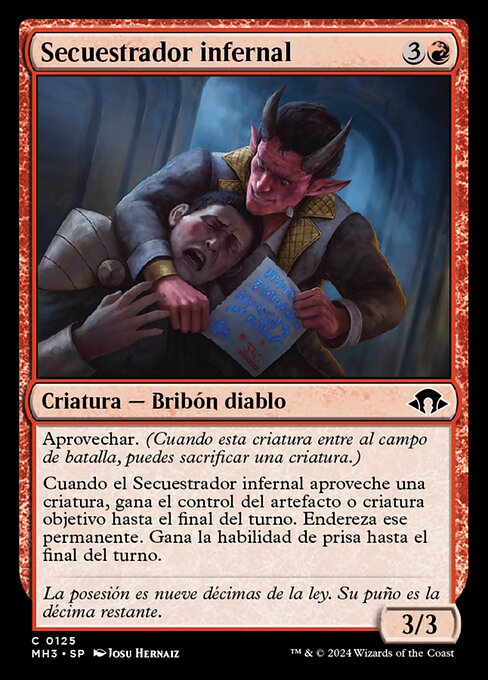 Secuestrador infernal 3
Criatura — Bribón diablo
Aprovechar. (Cuando esta criatura entre al campo
de batalla, puedes sacrificar una criatura.)
Cuando el Secuestrador infernal aproveche una
criatura, gana el control del artefacto o criatura
objetivo hasta el final del turno. Endereza ese
permanente. Gana la habilidad de prisa hasta el
final del turno.
La posesión es nueve décimas de la ley. Su puño es la
décima restante.
3/3
C 0125
MH3 • SP Josu Hernaiz
™ & © 2024 Wizards of the Coast